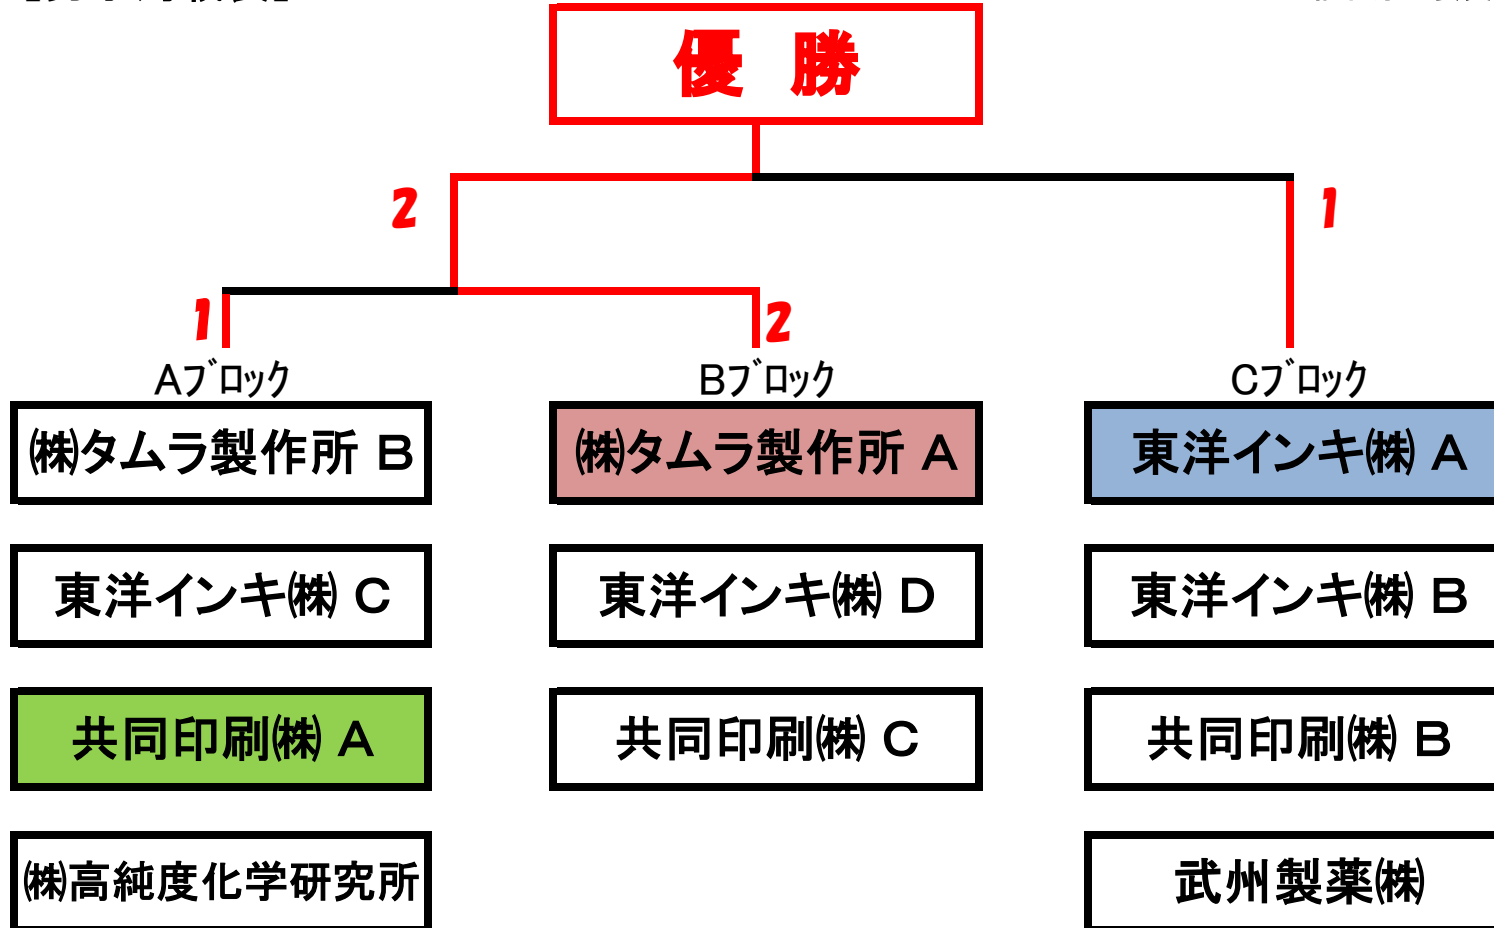 優 勝
2
1
1
2
Aブロック
Bブロック
Cブロック
㈱タムラ製作所 B
㈱タムラ製作所 A
東洋インキ㈱ A
東洋インキ㈱ C
東洋インキ㈱ D
東洋インキ㈱ B
共同印刷㈱ A
共同印刷㈱ C
共同印刷㈱ B
㈱高純度化学研究所
武州製薬㈱